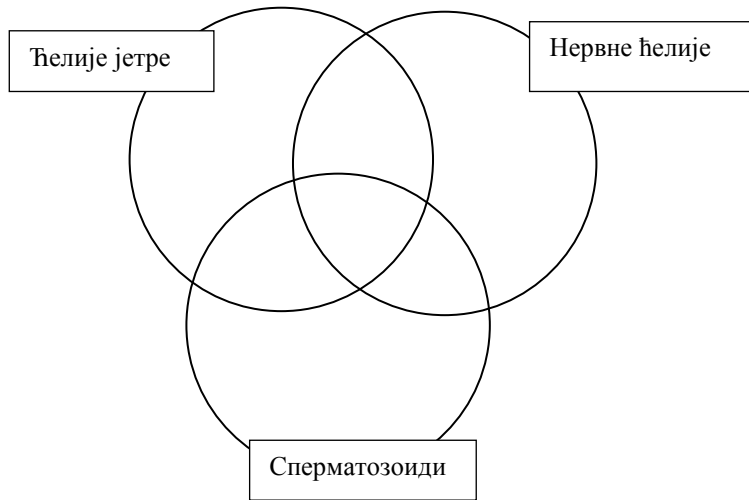 Ћелије јетре
Нервне ћелије
Сперматозоиди